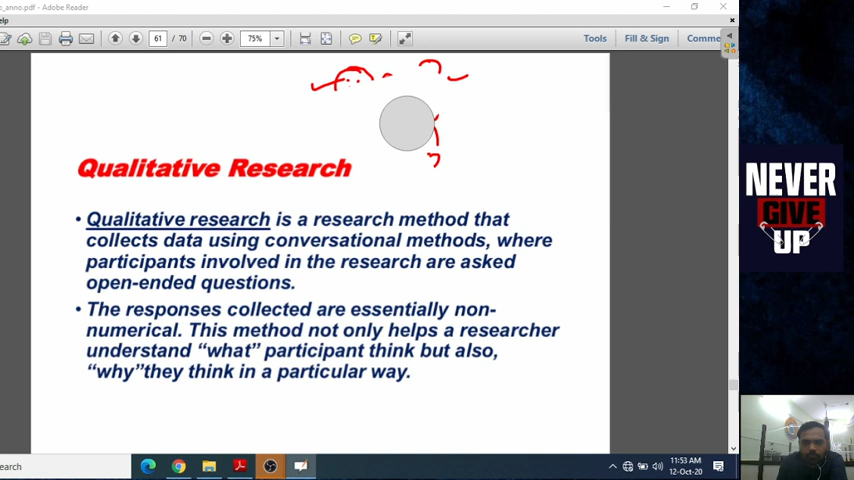 o_anno.pdf - Adobe Reader
elp
61 / 70
75%
Tools
Fill & Sign
Comme
Qualitative Research
• Qualitative research is a research method that
collects data using conversational methods, where
participants involved in the research are asked
open-ended questions.
• The responses collected are essentially non-
numerical. This method not only helps a researcher
understand “what” participant think but also,
“why”they think in a particular way.
NEVER
GIVE
UP
earch
11:53 AM
12-Oct-20